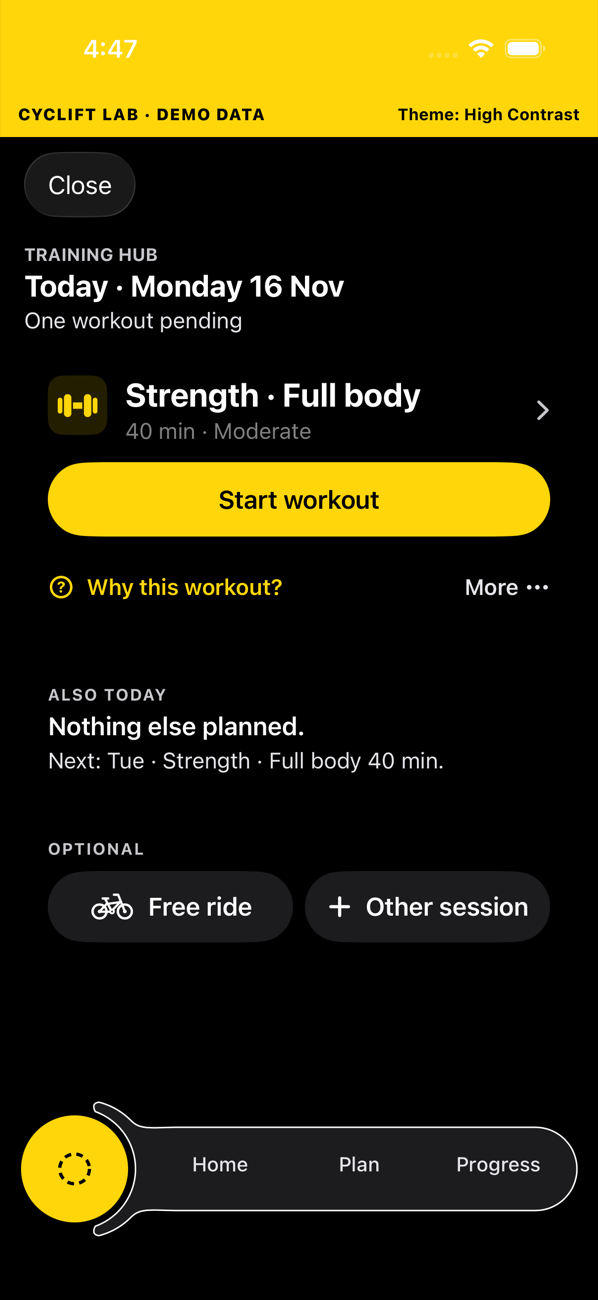 4:47
CYCLIFT LAB · DEMO DATA
Theme: High Contrast
Close
TRAINING HUB
Today · Monday 16 Nov
One workout pending
Strength · Full body
40 min · Moderate
Start workout
Why this workout?
More ···
ALSO TODAY
Nothing else planned.
Next: Tue · Strength · Full body 40 min.
OPTIONAL
Free ride
+ Other session
Home
Plan
Progress